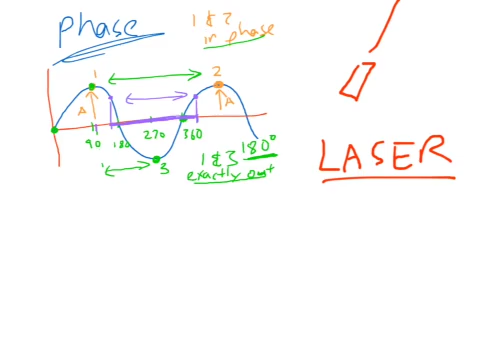 phase
1 & 2
in phase
1
2
A
A
90
180
270
360
3
1 & 3 180°
exactly out
LASER